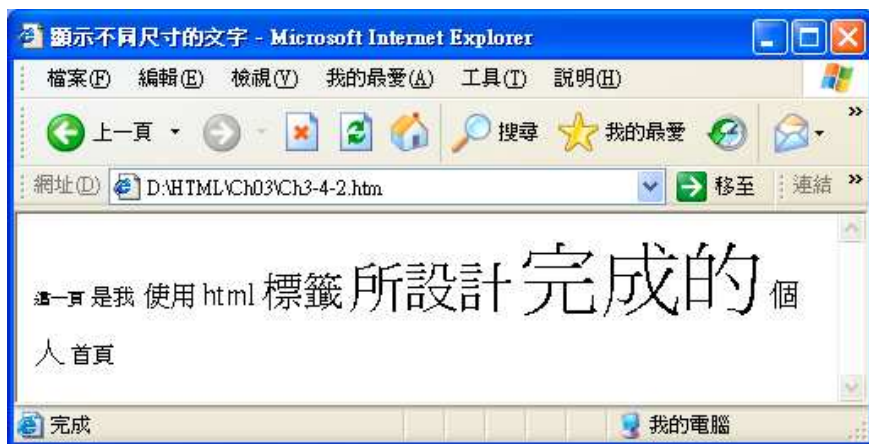 顯示不同尺寸的文字 - Microsoft Internet Explorer
檔案(F) 編輯(E) 檢視(V) 我的最愛(A) 工具(T) 說明(H)
上一頁 搜尋 我的最愛 »
網址(D) D:\HTML\Ch03\Ch3-4-2.htm 移至 連結 »
這一頁 是我 使用 html 標籤 所設計 完成的 個
人 首頁
完成 我的電腦